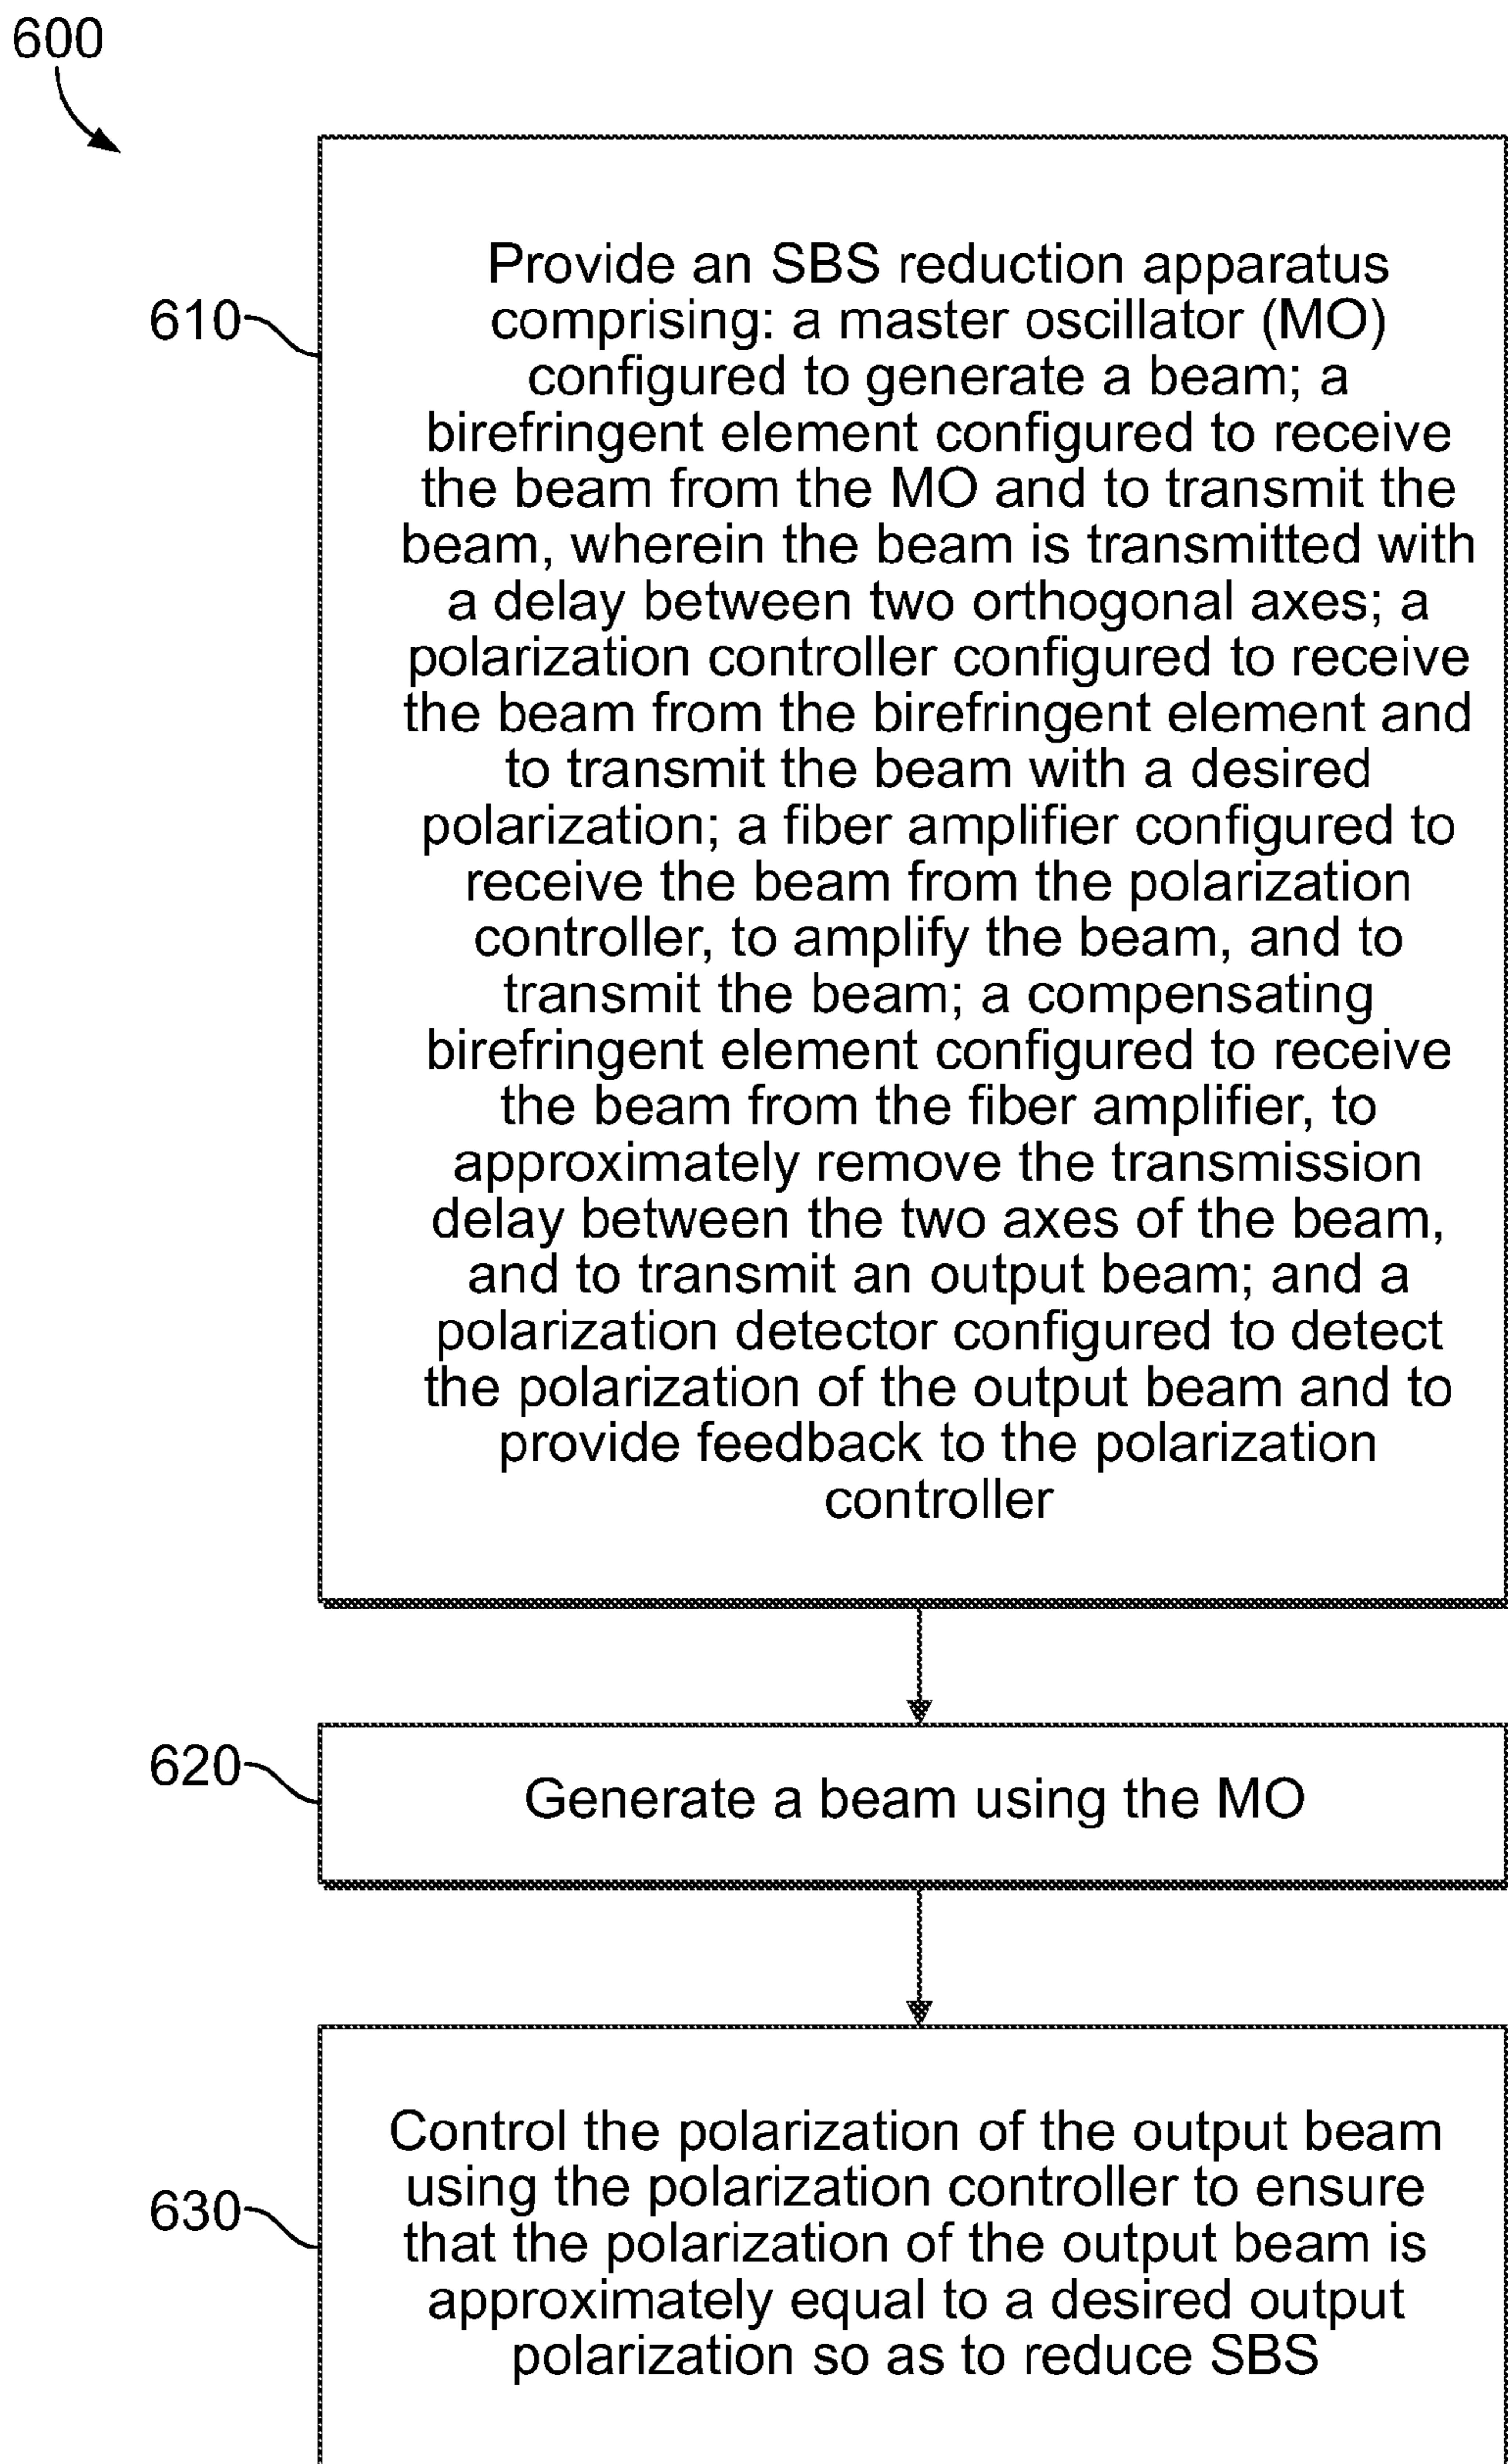 600
610
Provide an SBS reduction apparatus
comprising: a master oscillator (MO)
configured to generate a beam; a
birefringent element configured to receive
the beam from the MO and to transmit the
beam, wherein the beam is transmitted with
a delay between two orthogonal axes; a
polarization controller configured to receive
the beam from the birefringent element and
to transmit the beam with a desired
polarization; a fiber amplifier configured to
receive the beam from the polarization
controller, to amplify the beam, and to
transmit the beam; a compensating
birefringent element configured to receive
the beam from the fiber amplifier, to
approximately remove the transmission
delay between the two axes of the beam,
and to transmit an output beam; and a
polarization detector configured to detect
the polarization of the output beam and to
provide feedback to the polarization
controller
620
Generate a beam using the MO
630
Control the polarization of the output beam
using the polarization controller to ensure
that the polarization of the output beam is
approximately equal to a desired output
polarization so as to reduce SBS